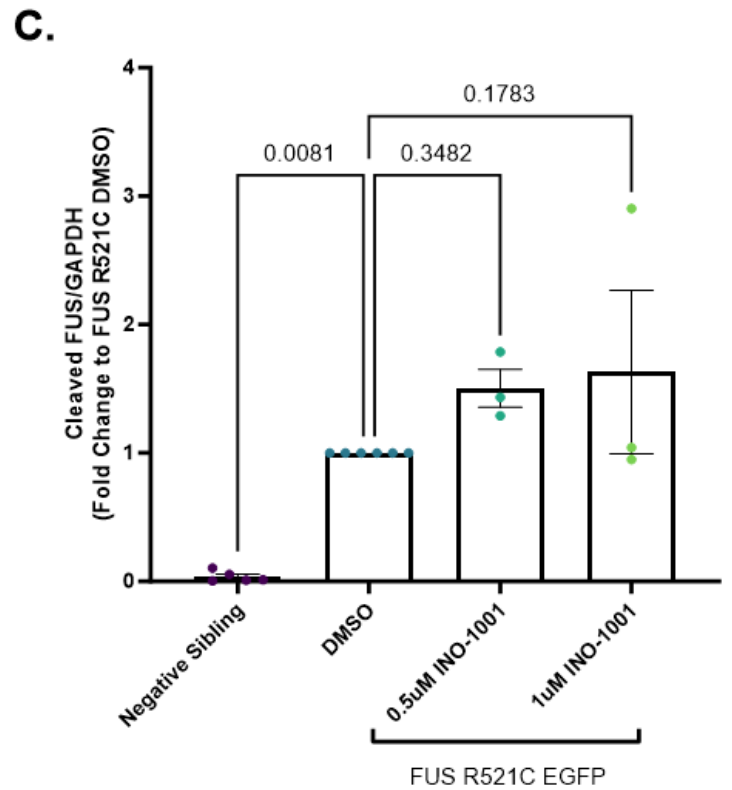 C.
Cleaved FUS/GAPDH
(Fold Change to FUS R521C DMSO)
4
3
2
1
0
0.1783
0.0081
0.3482
Negative Sibling
DMSO
0.5uM INO-1001
1uM INO-1001
FUS R521C EGFP